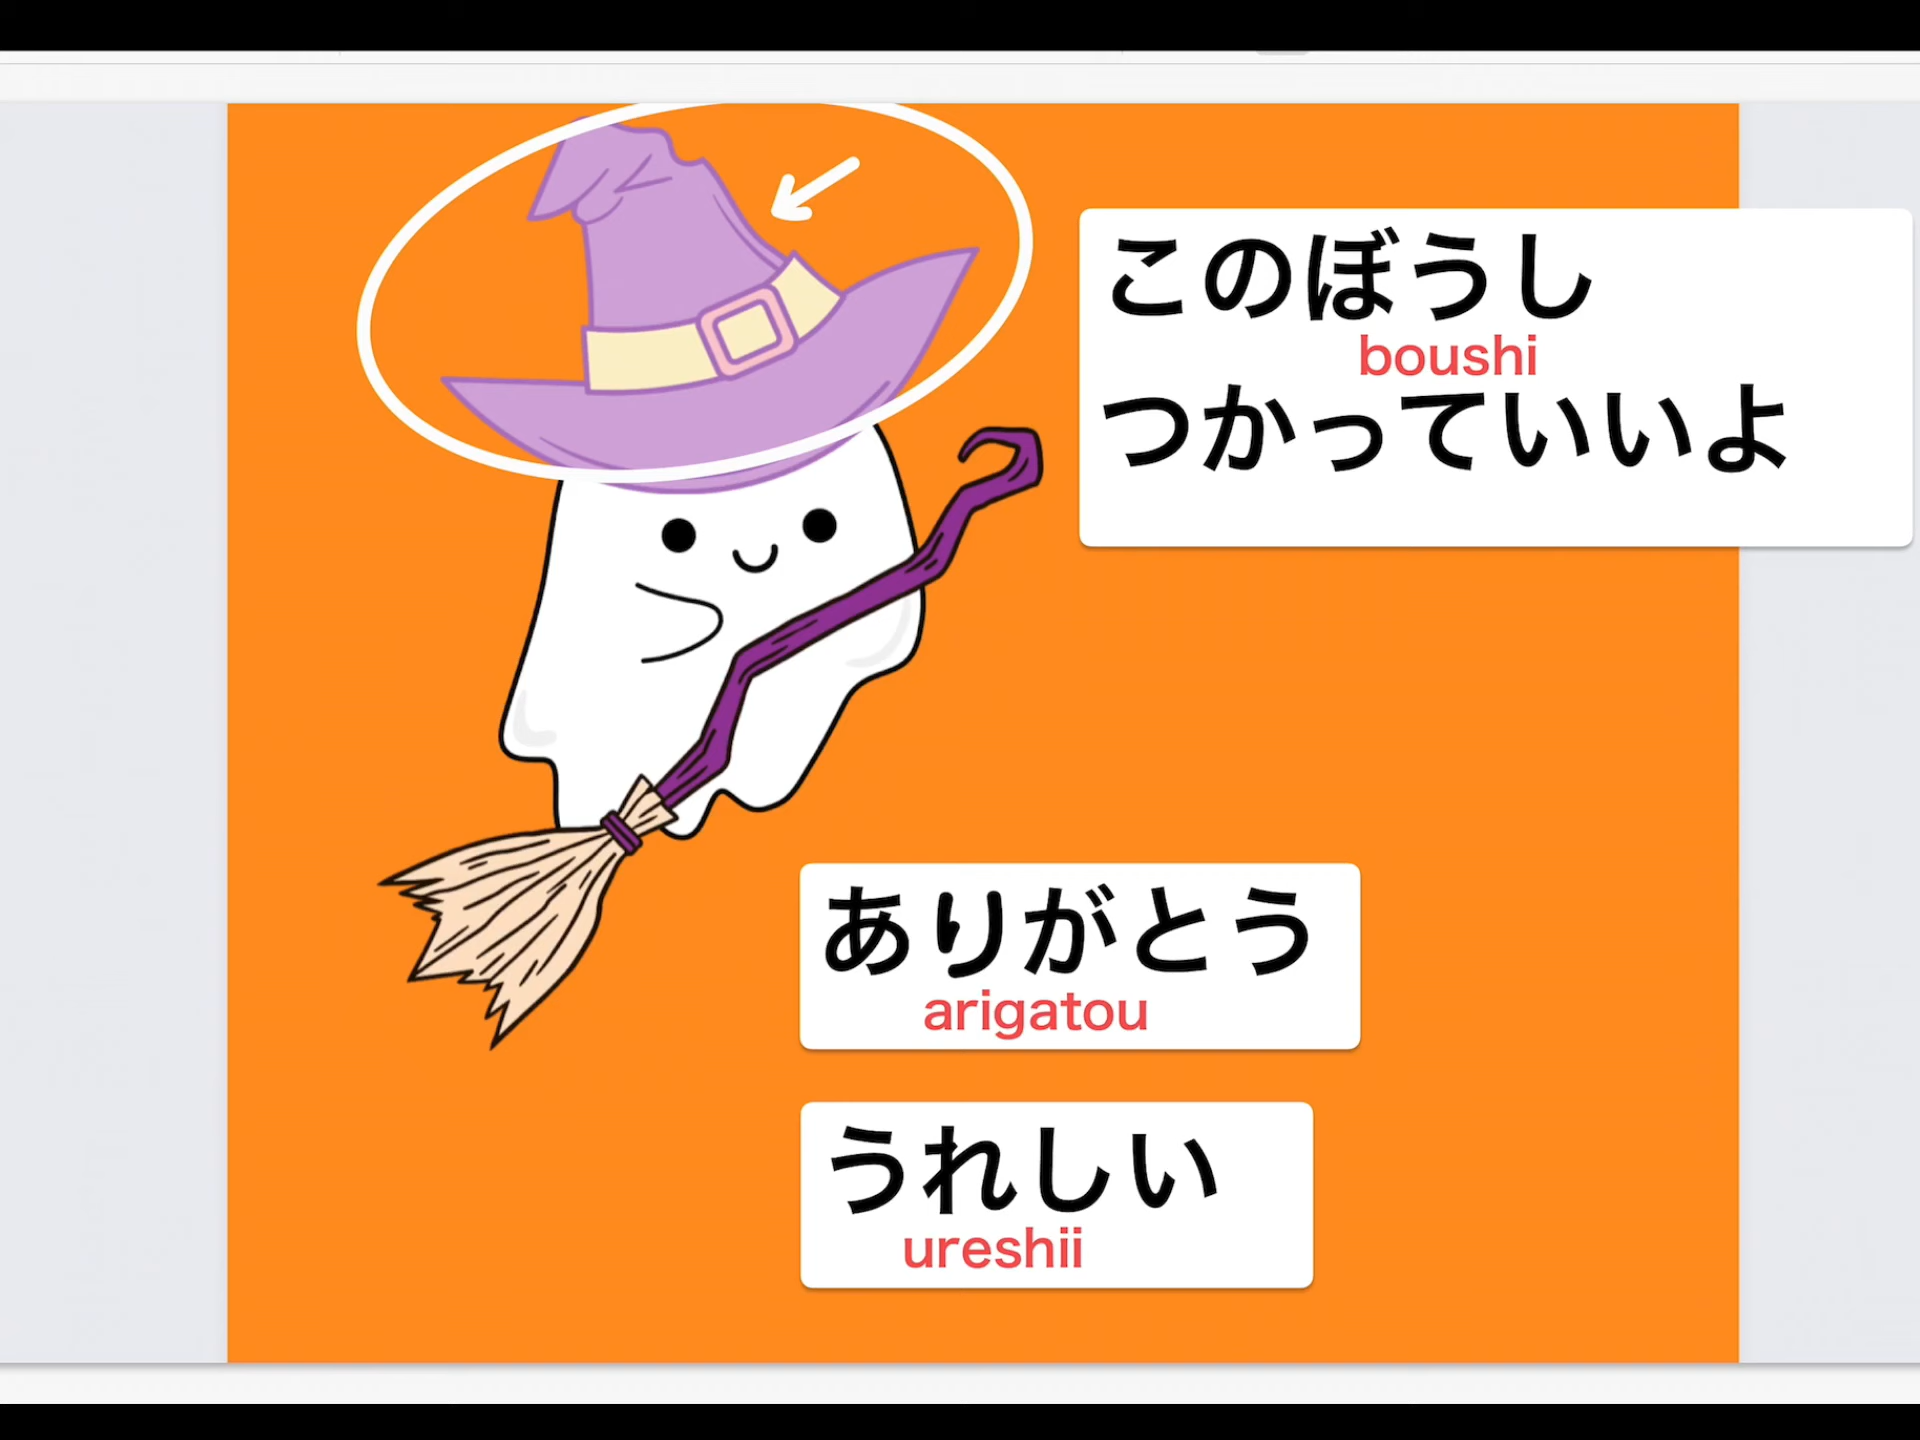 このぼうし
boushi
つかっていいよ
ありがとう
arigatou
うれしい
ureshii